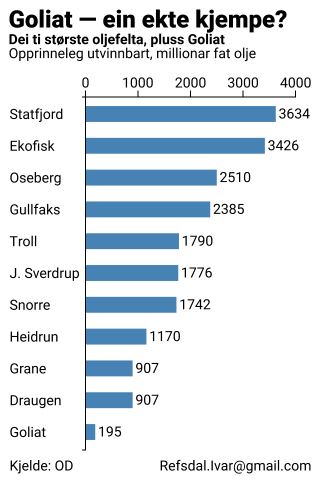 Goliat — ein ekte kjempe?
Dei ti største oljefelta, pluss Goliat
Opprinneleg utvinnbart, millionar fat olje
0 1000 2000 3000 4000
Statfjord 3634
Ekofisk 3426
Oseberg 2510
Gullfaks 2385
Troll 1790
J. Sverdrup 1776
Snorre 1742
Heidrun 1170
Grane 907
Draugen 907
Goliat 195
Kjelde: OD Refsdal.Ivar@gmail.com